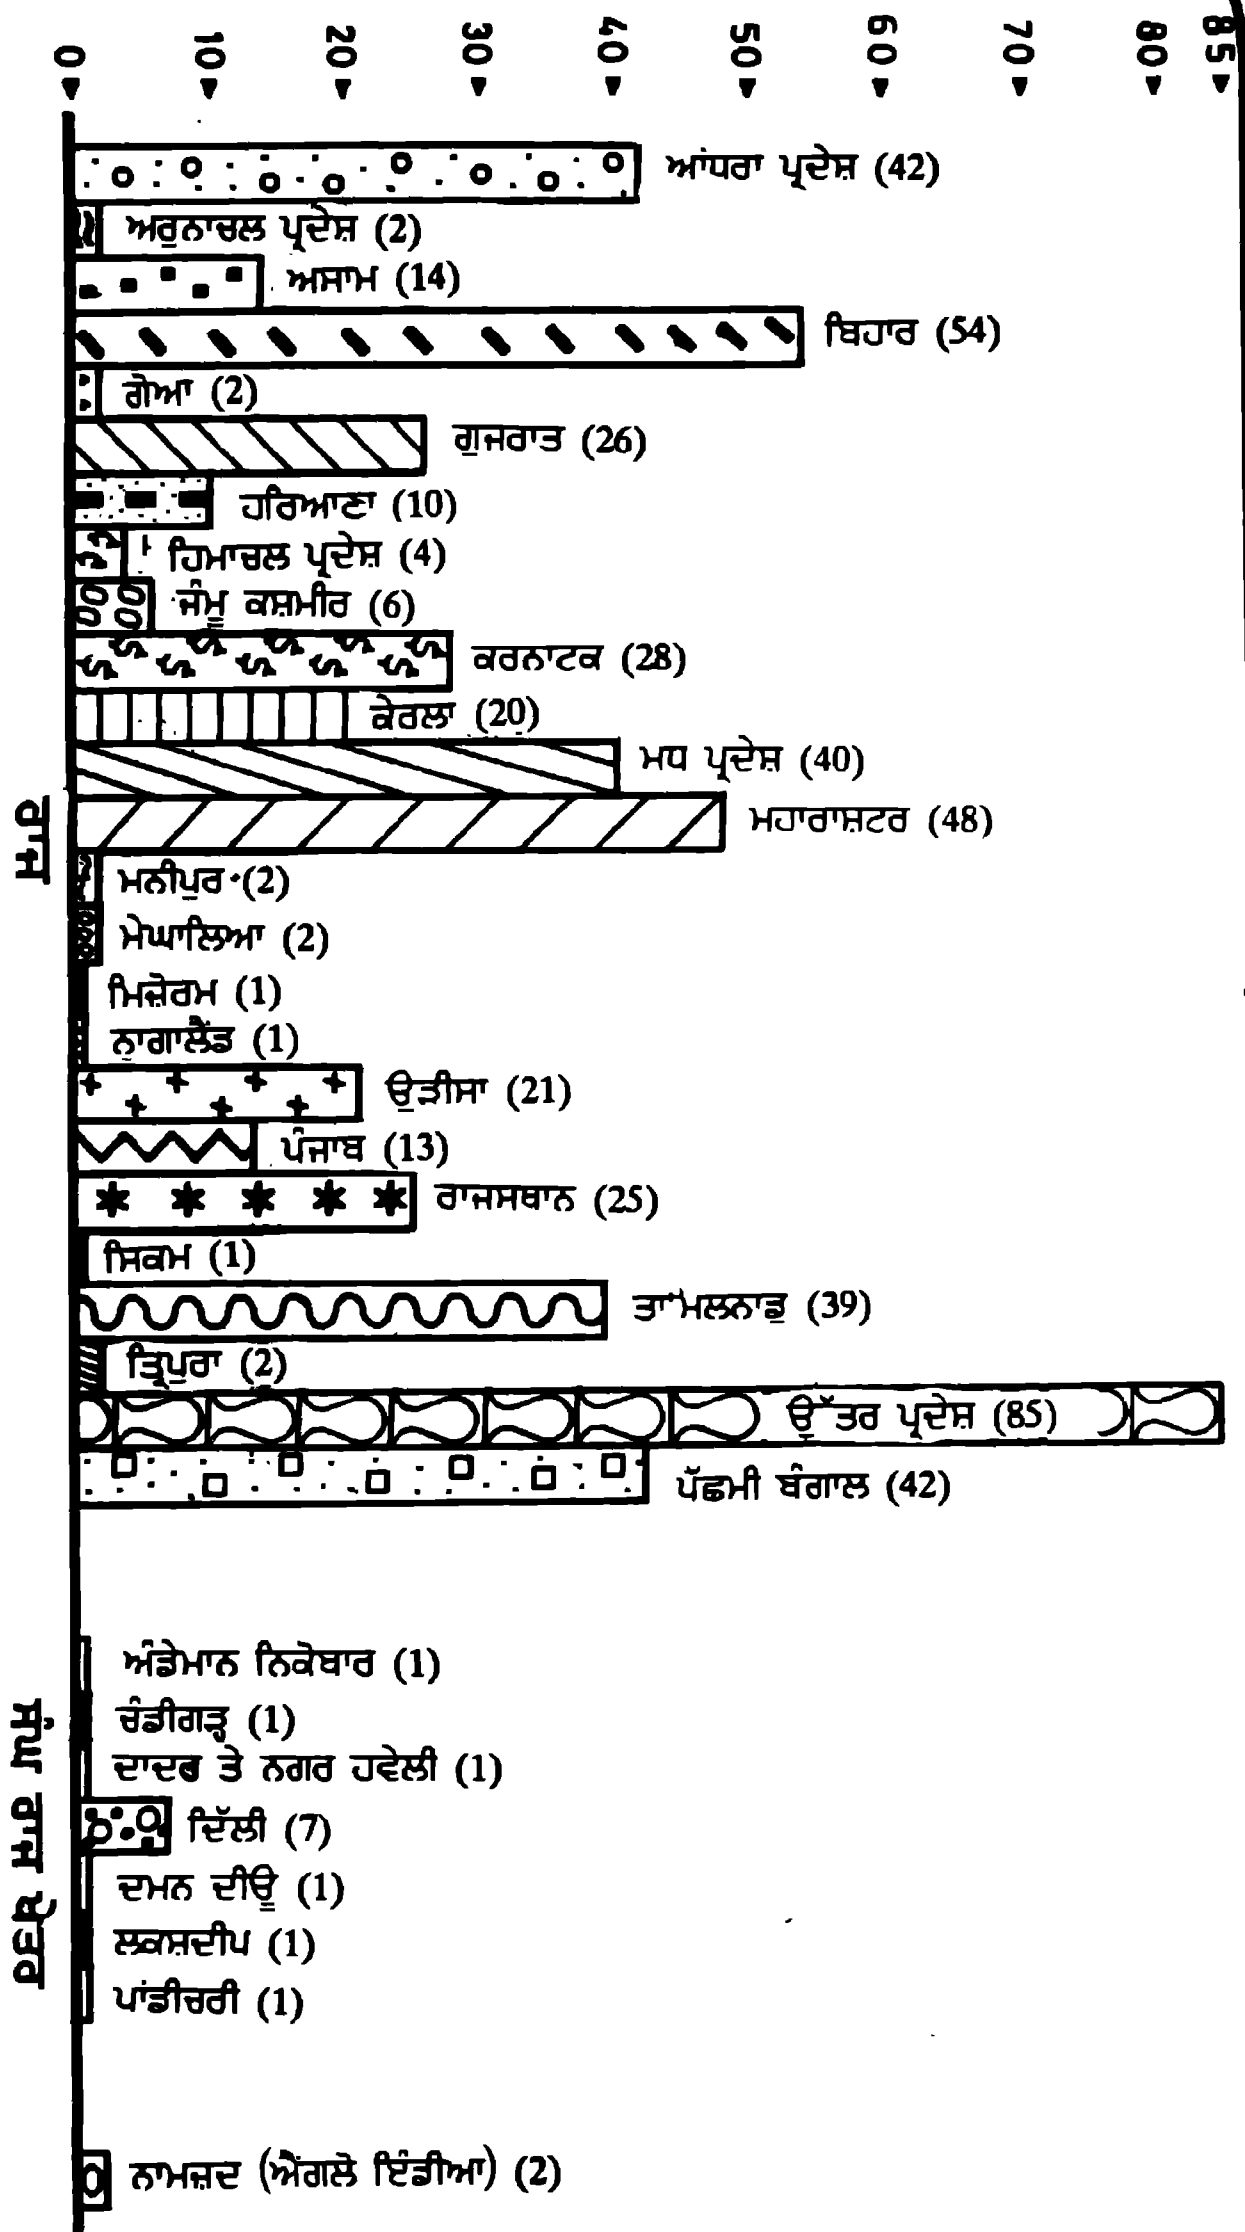 0 10 20 30 40 50 60 70 80 85
ਆਂਧਰਾ ਪ੍ਰਦੇਸ਼ (42)
ਅਰੁਨਾਚਲ ਪ੍ਰਦੇਸ਼ (2)
ਅਸਾਮ (14)
ਬਿਹਾਰ (54)
ਗੋਆ (2)
ਗੁਜਰਾਤ (26)
ਹਰਿਆਣਾ (10)
ਹਿਮਾਚਲ ਪ੍ਰਦੇਸ਼ (4)
ਜੰਮੂ ਕਸ਼ਮੀਰ (6)
ਕਰਨਾਟਕ (28)
ਕੇਰਲਾ (20)
ਮਧ ਪ੍ਰਦੇਸ਼ (40)
ਮਹਾਰਾਸ਼ਟਰ (48)
ਰਾਜ
ਮਨੀਪੁਰ (2)
ਮੇਘਾਲਿਆ (2)
ਮਿਜ਼ੋਰਮ (1)
ਨਾਗਾਲੈਂਡ (1)
ਉੜੀਸਾ (21)
ਪੰਜਾਬ (13)
ਰਾਜਸਥਾਨ (25)
ਸਿਕਮ (1)
ਤਾਮਿਲਨਾਡੁ (39)
ਤ੍ਰਿਪੁਰਾ (2)
ਉੱਤਰ ਪ੍ਰਦੇਸ਼ (85)
ਪੱਛਮੀ ਬੰਗਾਲ (42)
ਅੰਡੇਮਾਨ ਨਿਕੋਬਾਰ (1)
ਚੰਡੀਗੜ੍ਹ (1)
ਦਾਦਰ ਤੇ ਨਗਰ ਹਵੇਲੀ (1)
ਦਿੱਲੀ (7)
ਸੰਘ ਰਾਜ ਖੇਤਰ
ਦਮਨ ਦੀਊ (1)
ਲਕਸ਼ਦੀਪ (1)
ਪਾਂਡੀਚਰੀ (1)
ਨਾਮਜ਼ਦ (ਐਂਗਲੋ ਇੰਡੀਆ) (2)